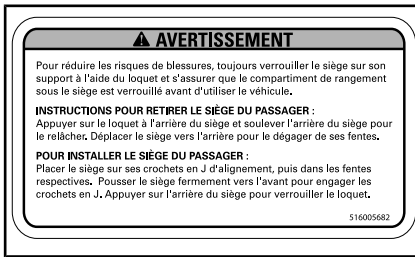 AVERTISSEMENT
Pour réduire les risques de blessures, toujours verrouiller le siège sur son
support à l'aide du loquet et s'assurer que le compartiment de rangement
sous le siège est verrouillé avant d'utiliser le véhicule.
INSTRUCTIONS POUR RETIRER LE SIÈGE DU PASSAGER :
Appuyer sur le loquet à l'arrière du siège et soulever l'arrière du siège pour
le relâcher. Déplacer le siège vers l'arrière pour le dégager de ses fentes.
POUR INSTALLER LE SIÈGE DU PASSAGER :
Placer le siège sur ses crochets en J d'alignement, puis dans les fentes
respectives. Pousser le siège fermement vers l'avant pour engager les
crochets en J. Appuyer sur l'arrière du siège pour verrouiller le loquet.
516005682